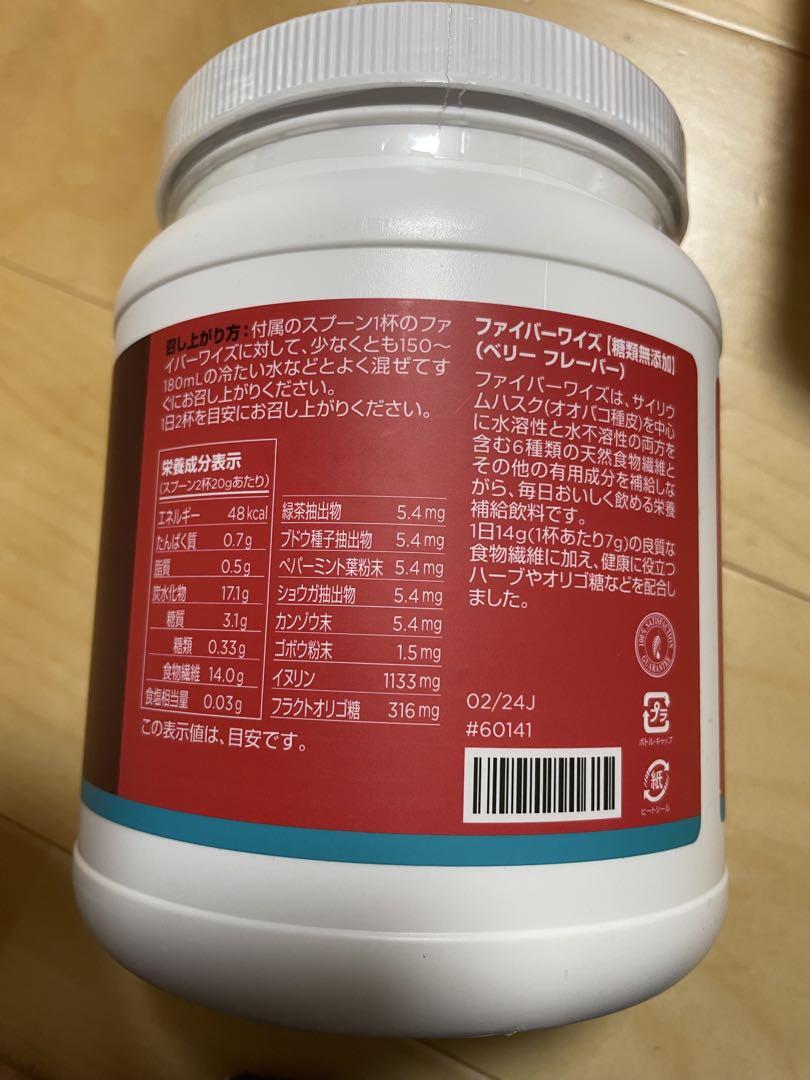 召し上がり方：付属のスプーン1杯のファ
イバーワイズに対して、少なくとも150～
180mLの冷たい水などとよく混ぜてす
ぐにお召し上がりください。
1日2杯を目安にお召し上がりください。
栄養成分表示
(スプーン2杯20gあたり)
エネルギー 48kcal
たんぱく質 0.7g
脂質 0.5g
炭水化物 17.1g
糖質 3.1g
糖類 0.33g
食物繊維 14.0g
食塩相当量 0.03g
緑茶抽出物 5.4mg
ブドウ種子抽出物 5.4mg
ペパーミント葉粉末 5.4mg
ショウガ抽出物 5.4mg
カンゾウ末 5.4mg
ゴボウ粉末 1.5mg
イヌリン 1133mg
フラクトオリゴ糖 316mg
この表示値は、目安です。
ファイバーワイズ【糖類無添加】
(ベリー フレーバー)
ファイバーワイズは、サイリウ
ムハスク(オオバコ種皮)を中心
に水溶性と水不溶性の両方を
含む6種類の天然食物繊維と
その他の有用成分を補給しな
がら、毎日おいしく飲める栄養
補給飲料です。
1日14g(1杯あたり7g)の良質な
食物繊維に加え、健康に役立つ
ハーブやオリゴ糖などを配合し
ました。
100% SATISFACTION GUARANTEE
02/24J
#60141
プラ
ボトル・キャップ
紙
ヒートシール